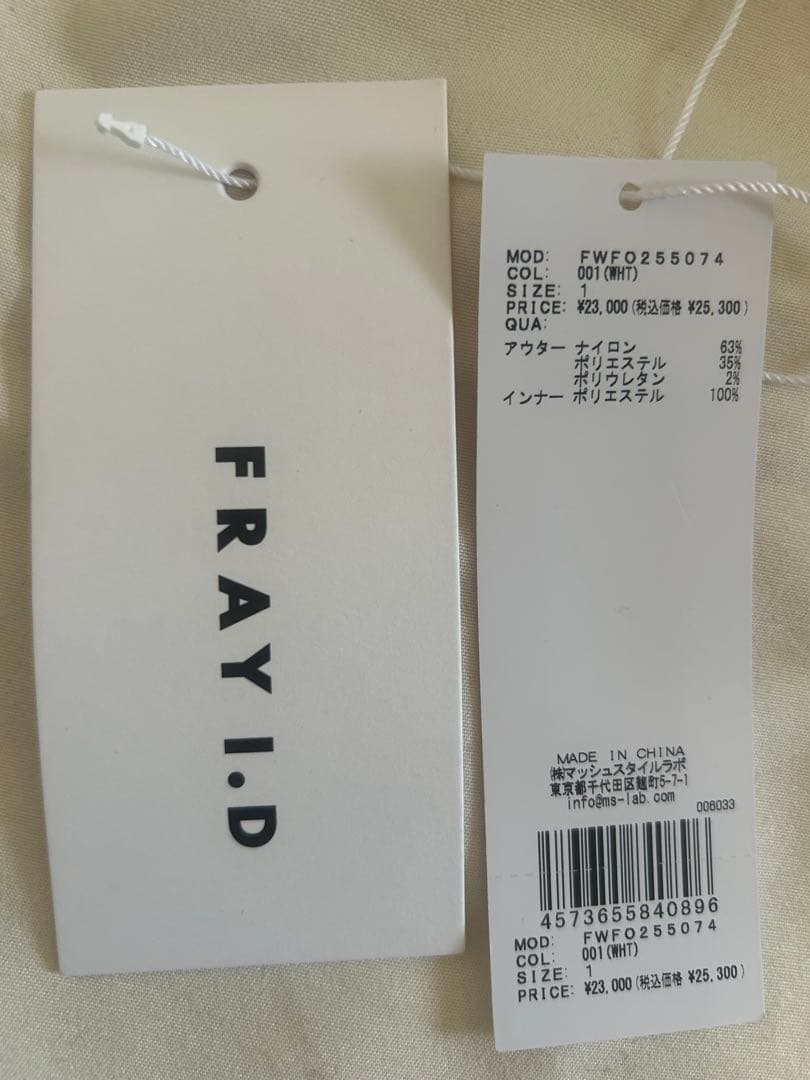 FRAY I.D
MOD: FWFO255074
COL: 001(WHT)
SIZE: 1
PRICE: ¥23,000(税込価格 ¥25,300)
QUA:
アウター ナイロン 63%
ポリエステル 35%
ポリウレタン 2%
インナー ポリエステル 100%
MADE IN CHINA
㈱マッシュスタイルラボ
東京都千代田区麹町5-7-1
info@ms-lab.com
006033
4573655840896
MOD: FWFO255074
COL: 001(WHT)
SIZE: 1
PRICE: ¥23,000(税込価格 ¥25,300)